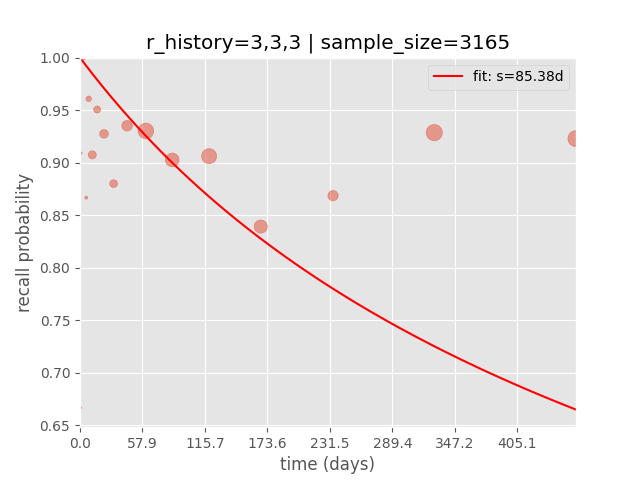 r_history=3,3,3 | sample_size=3165
fit: s=85.38d
1.00
0.95
0.90
0.85
0.80
0.75
0.70
0.65
recall probability
0.0 57.9 115.7 173.6 231.5 289.4 347.2 405.1
time (days)